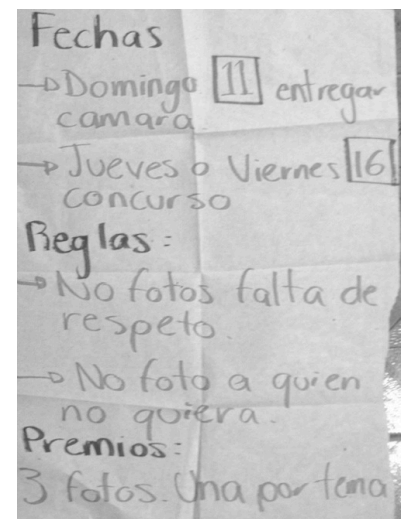 Fechas
→Domingo 11 entregar
camara.
→Jueves o Viernes 16
concurso
Reglas:
→No fotos falta de
respeto.
→No foto a quien
no quiera.
Premios:
3 fotos. Una por tema